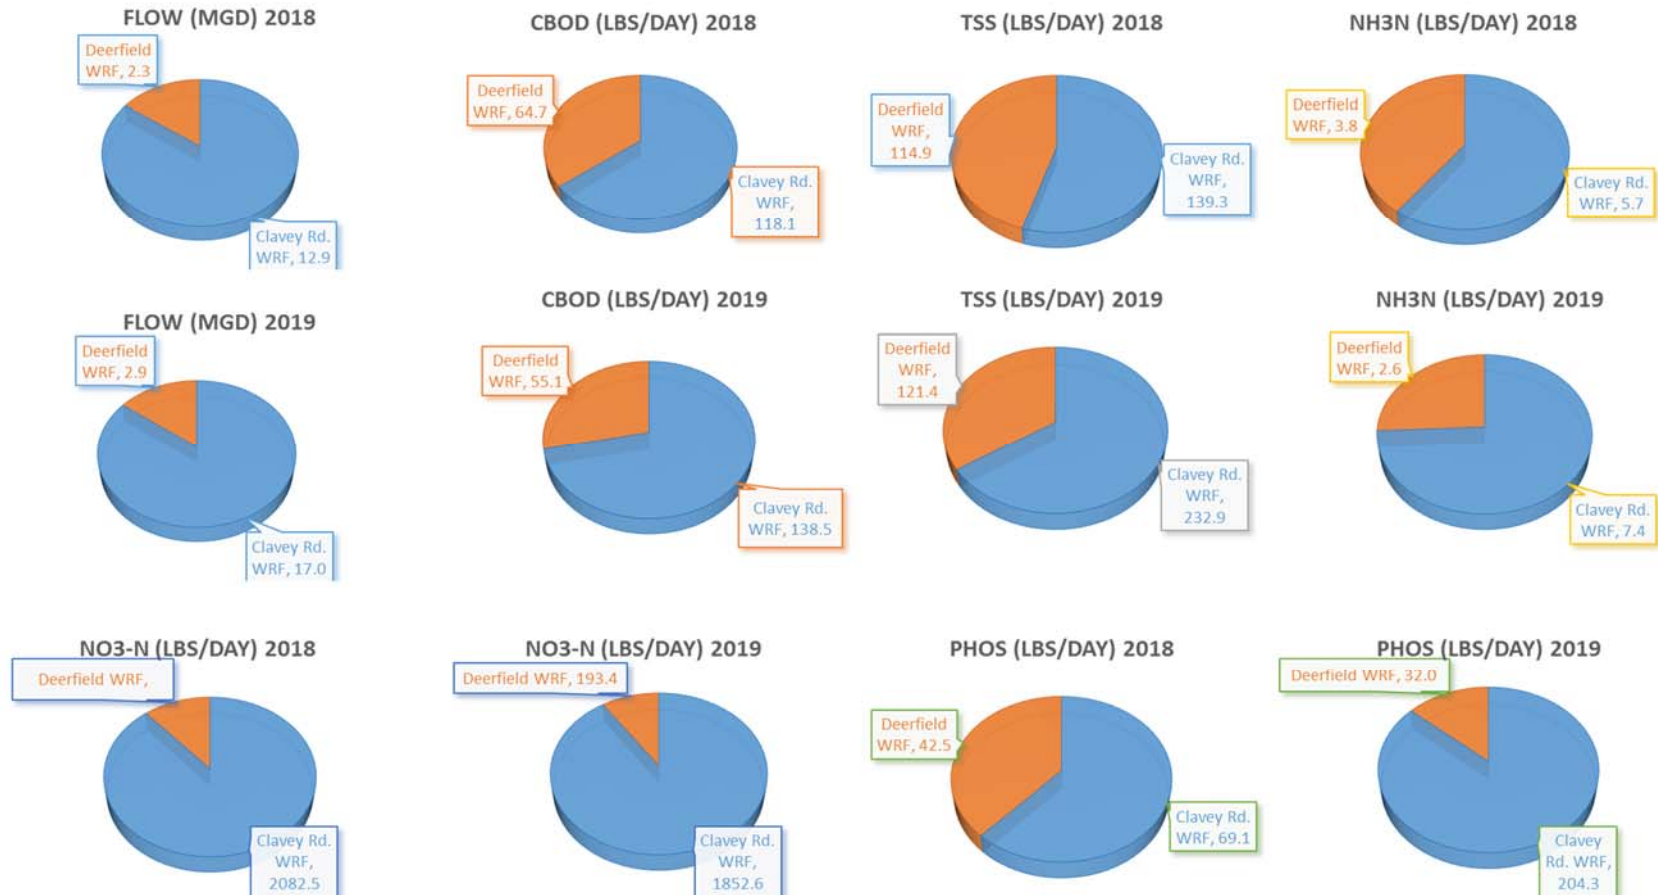 FLOW (MGD) 2018
Deerfield
WRF, 2.3
Clavey Rd.
WRF, 12.9
CBOD (LBS/DAY) 2018
Deerfield
WRF, 64.7
Clavey Rd.
WRF,
118.1
TSS (LBS/DAY) 2018
Deerfield
WRF,
114.9
Clavey Rd.
WRF,
139.3
NH3N (LBS/DAY) 2018
Deerfield
WRF, 3.8
Clavey Rd.
WRF, 5.7
FLOW (MGD) 2019
Deerfield
WRF, 2.9
Clavey Rd.
WRF, 17.0
CBOD (LBS/DAY) 2019
Deerfield
WRF, 55.1
Clavey Rd.
WRF, 138.5
TSS (LBS/DAY) 2019
Deerfield
WRF,
121.4
Clavey Rd.
WRF,
232.9
NH3N (LBS/DAY) 2019
Deerfield
WRF, 2.6
Clavey Rd.
WRF, 7.4
NO3-N (LBS/DAY) 2018
Deerfield WRF,
Clavey Rd.
WRF,
2082.5
NO3-N (LBS/DAY) 2019
Deerfield WRF, 193.4
Clavey Rd.
WRF,
1852.6
PHOS (LBS/DAY) 2018
Deerfield
WRF, 42.5
Clavey Rd.
WRF, 69.1
PHOS (LBS/DAY) 2019
Deerfield WRF, 32.0
Clavey
Rd. WRF,
204.3